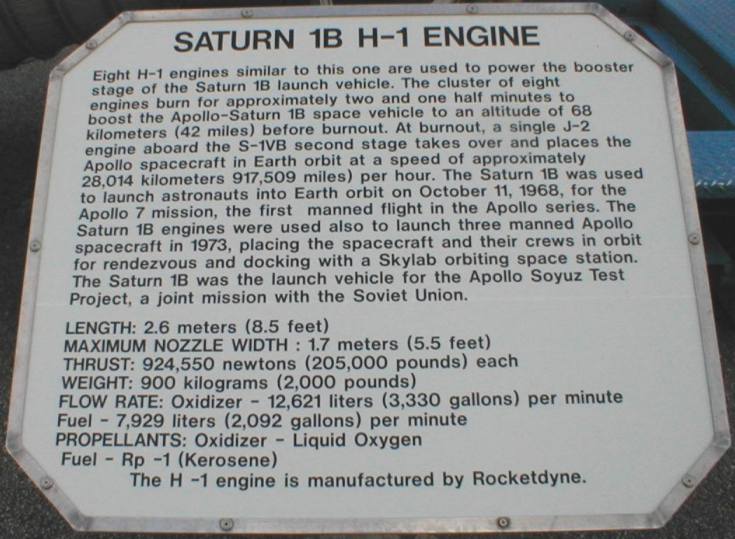 SATURN 1B H-1 ENGINE
Eight H-1 engines similar to this one are used to power the booster
stage of the Saturn 1B launch vehicle. The cluster of eight
engines burn for approximately two and one half minutes to
boost the Apollo-Saturn 1B space vehicle to an altitude of 68
kilometers (42 miles) before burnout. At burnout, a single J-2
engine aboard the S-1VB second stage takes over and places the
Apollo spacecraft in Earth orbit at a speed of approximately
28,014 kilometers 917,509 miles) per hour. The Saturn 1B was used
to launch astronauts into Earth orbit on October 11, 1968, for the
Apollo 7 mission, the first manned flight in the Apollo series. The
Saturn 1B engines were used also to launch three manned Apollo
spacecraft in 1973, placing the spacecraft and their crews in orbit
for rendezvous and docking with a Skylab orbiting space station.
The Saturn 1B was the launch vehicle for the Apollo Soyuz Test
Project, a joint mission with the Soviet Union.
LENGTH: 2.6 meters (8.5 feet)
MAXIMUM NOZZLE WIDTH : 1.7 meters (5.5 feet)
THRUST: 924,550 newtons (205,000 pounds) each
WEIGHT: 900 kilograms (2,000 pounds)
FLOW RATE: Oxidizer - 12,621 liters (3,330 gallons) per minute
Fuel - 7,929 liters (2,092 gallons) per minute
PROPELLANTS: Oxidizer - Liquid Oxygen
Fuel - Rp -1 (Kerosene)
The H -1 engine is manufactured by Rocketdyne.